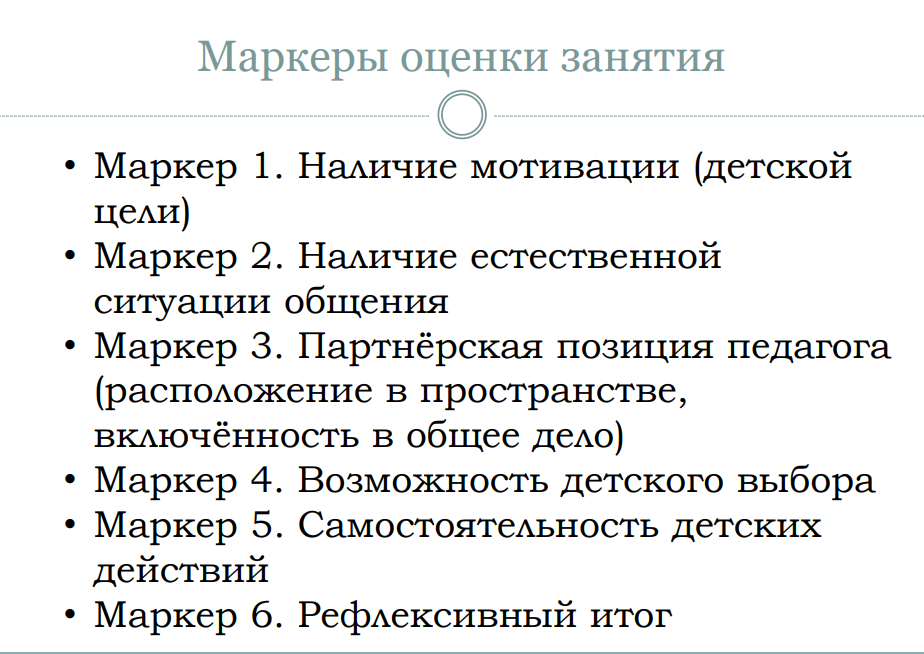 Маркеры оценки занятия
• Маркер 1. Наличие мотивации (детской
цели)
• Маркер 2. Наличие естественной
ситуации общения
• Маркер 3. Партнёрская позиция педагога
(расположение в пространстве,
включённость в общее дело)
• Маркер 4. Возможность детского выбора
• Маркер 5. Самостоятельность детских
действий
• Маркер 6. Рефлексивный итог